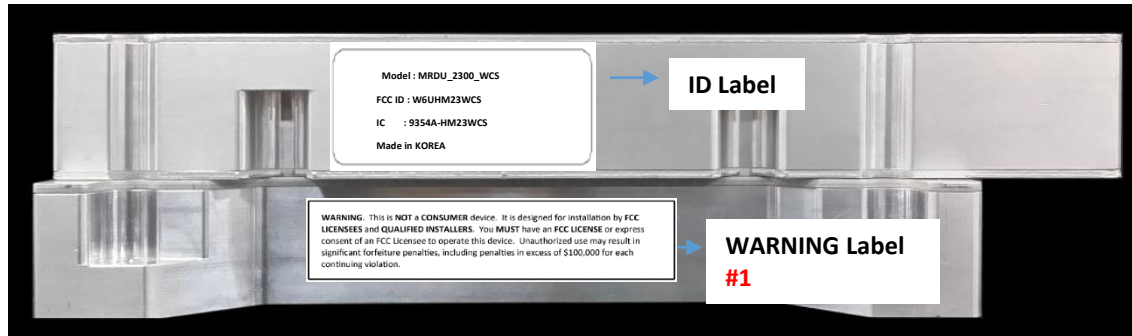 Model : MRDU_2300_WCS
FCC ID : W6UHM23WCS
IC : 9354A-HM23WCS
Made in KOREA
ID Label
WARNING. This is NOT a CONSUMER device. It is designed for installation by FCC
LICENSEES and QUALIFIED INSTALLERS. You MUST have an FCC LICENSE or express
consent of an FCC Licensee to operate this device. Unauthorized use may result in
significant forfeiture penalties, including penalties in excess of $100,000 for each
continuing violation.
WARNING Label
#1